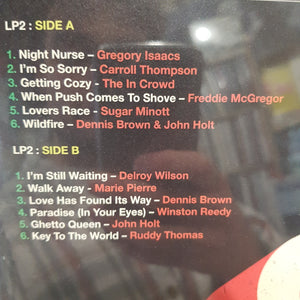 LP2 : SIDE A
1. Night Nurse – Gregory Isaacs
2. I'm So Sorry – Carroll Thompson
3. Getting Cozy - The In Crowd
4. When Push Comes To Shove – Freddie McGregor
5. Lovers Race - Sugar Minott
6. Wildfire – Dennis Brown & John Holt
LP2 : SIDE B
1. I'm Still Waiting – Delroy Wilson
2. Walk Away - Marie Pierre
3. Love Has Found Its Way – Dennis Brown
4. Paradise (In Your Eyes) – Winston Reedy
5. Ghetto Queen – John Holt
6. Key To The World – Ruddy Thomas